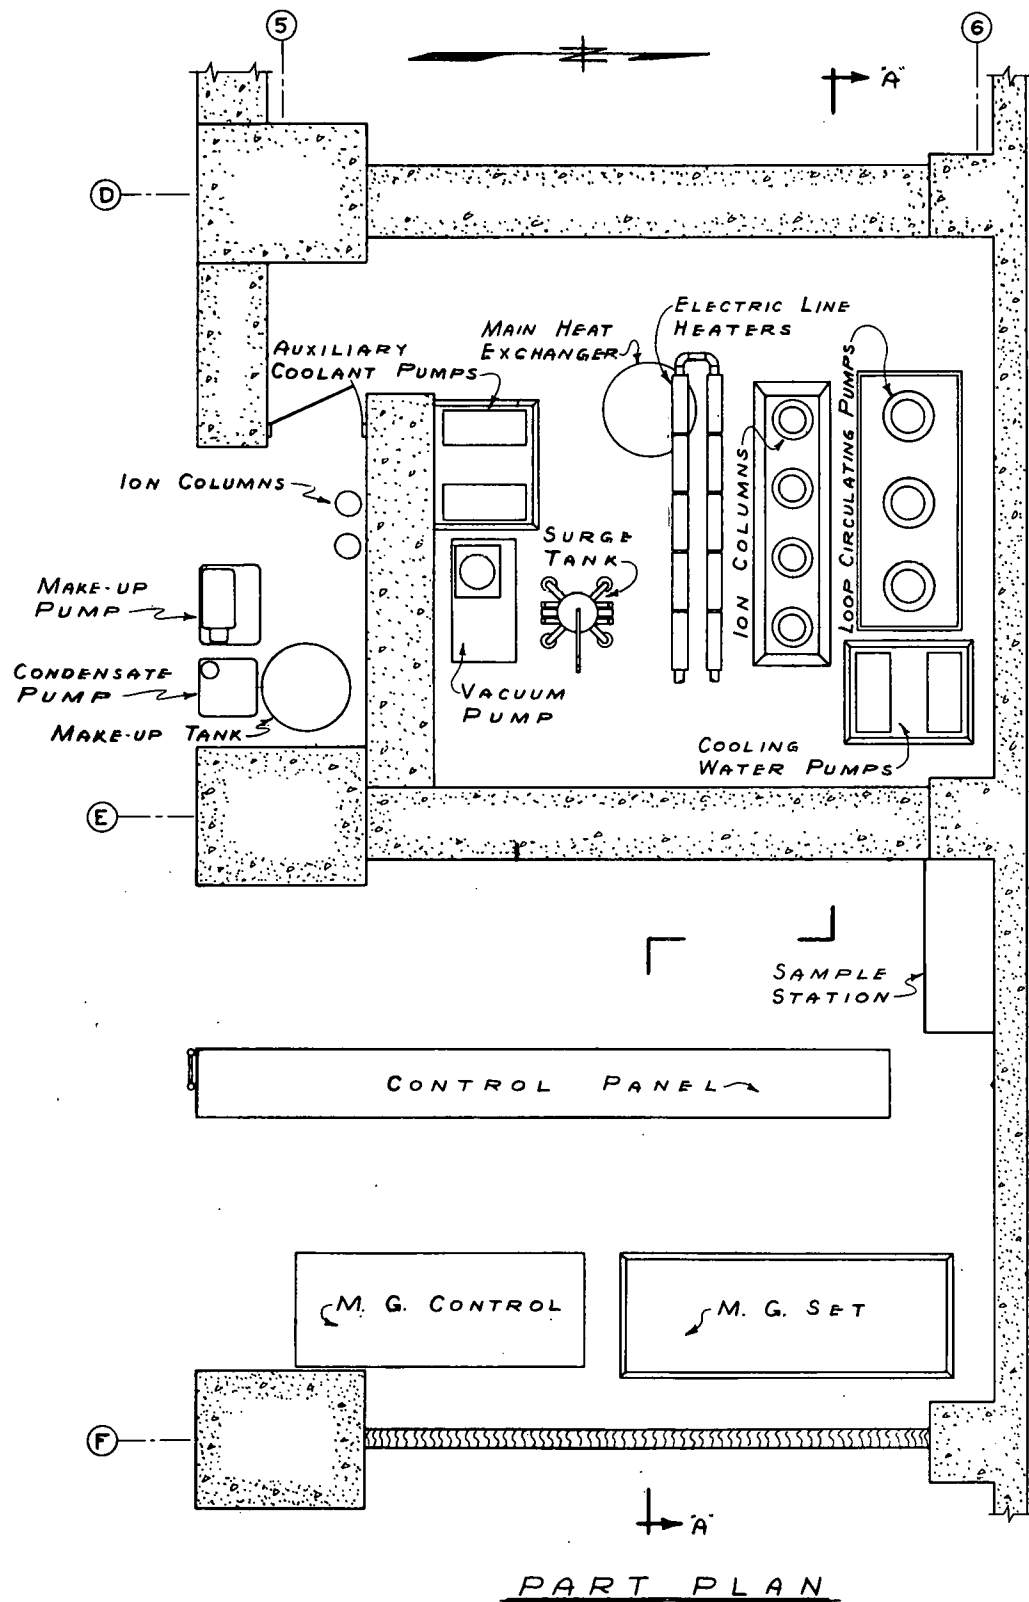 5
6
"A"
D
ELECTRIC LINE
HEATERS
MAIN HEAT
EXCHANGER
AUXILIARY
COOLANT PUMPS
LOOP CIRCULATING PUMPS
ION COLUMNS
ION COLUMNS
SURGE
TANK
MAKE-UP
PUMP
CONDENSATE
PUMP
MAKE-UP TANK
VACUUM
PUMP
COOLING
WATER PUMPS
E
SAMPLE
STATION
CONTROL PANEL
M. G. CONTROL
M. G. SET
F
"A"
PART PLAN